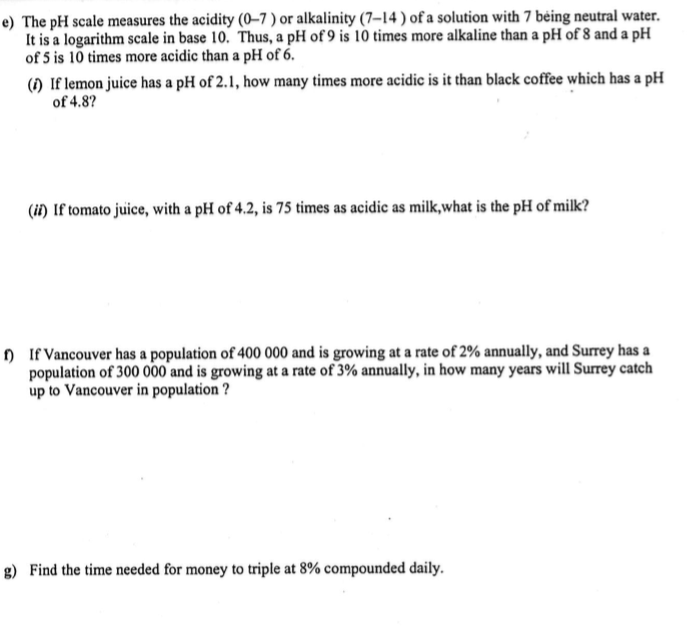 e) The pH scale measures the acidity (0–7 ) or alkalinity (7–14 ) of a solution with 7 being neutral water.
It is a logarithm scale in base 10. Thus, a pH of 9 is 10 times more alkaline than a pH of 8 and a pH
of 5 is 10 times more acidic than a pH of 6.
(i) If lemon juice has a pH of 2.1, how many times more acidic is it than black coffee which has a pH
of 4.8?
(ii) If tomato juice, with a pH of 4.2, is 75 times as acidic as milk,what is the pH of milk?
f) If Vancouver has a population of 400 000 and is growing at a rate of 2% annually, and Surrey has a
population of 300 000 and is growing at a rate of 3% annually, in how many years will Surrey catch
up to Vancouver in population ?
g) Find the time needed for money to triple at 8% compounded daily.